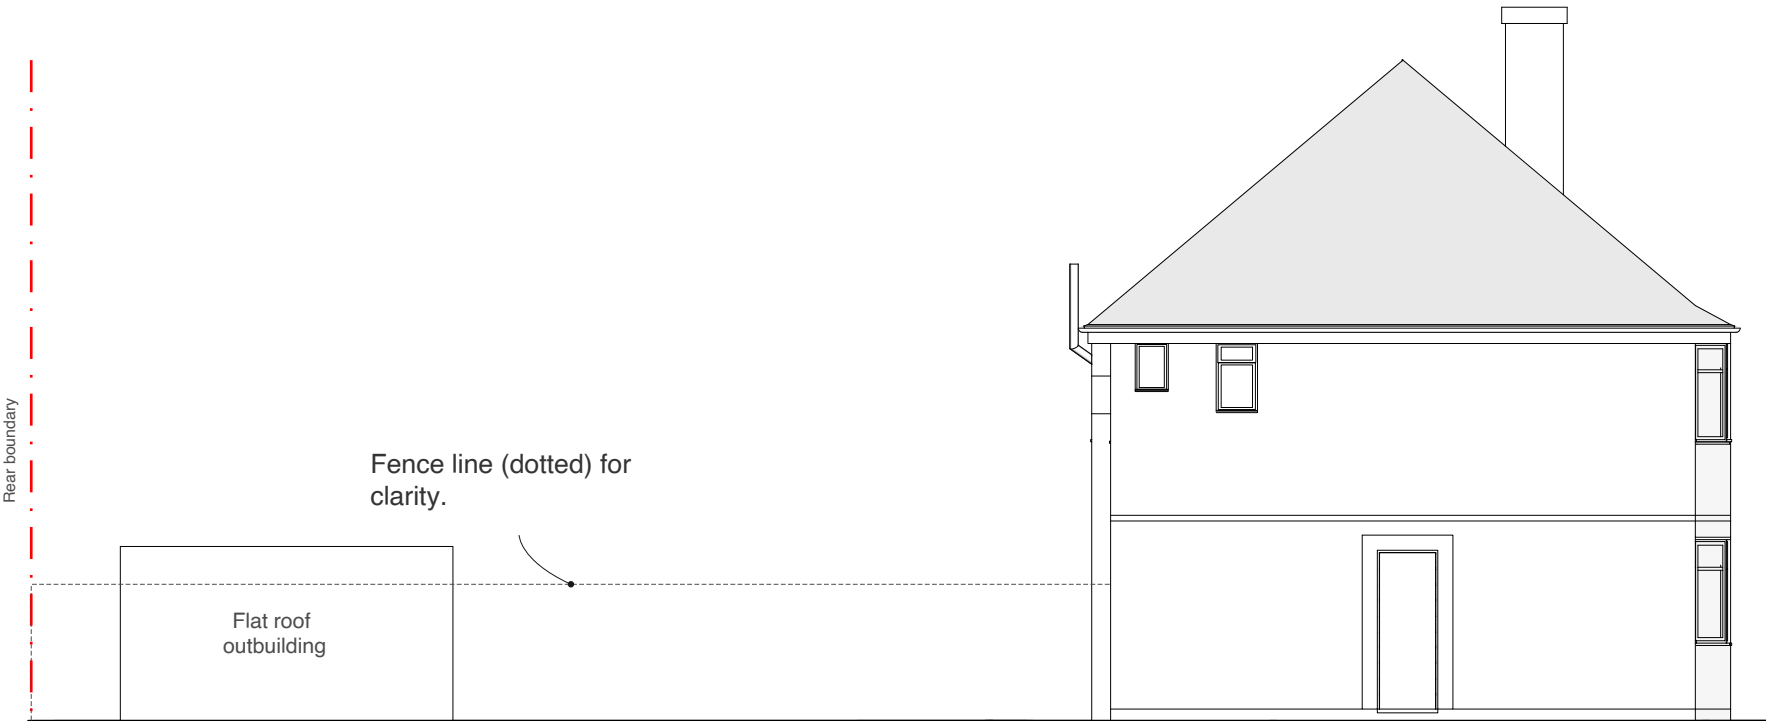 Rear boundary
Fence line (dotted) for
clarity.
Flat roof
outbuilding